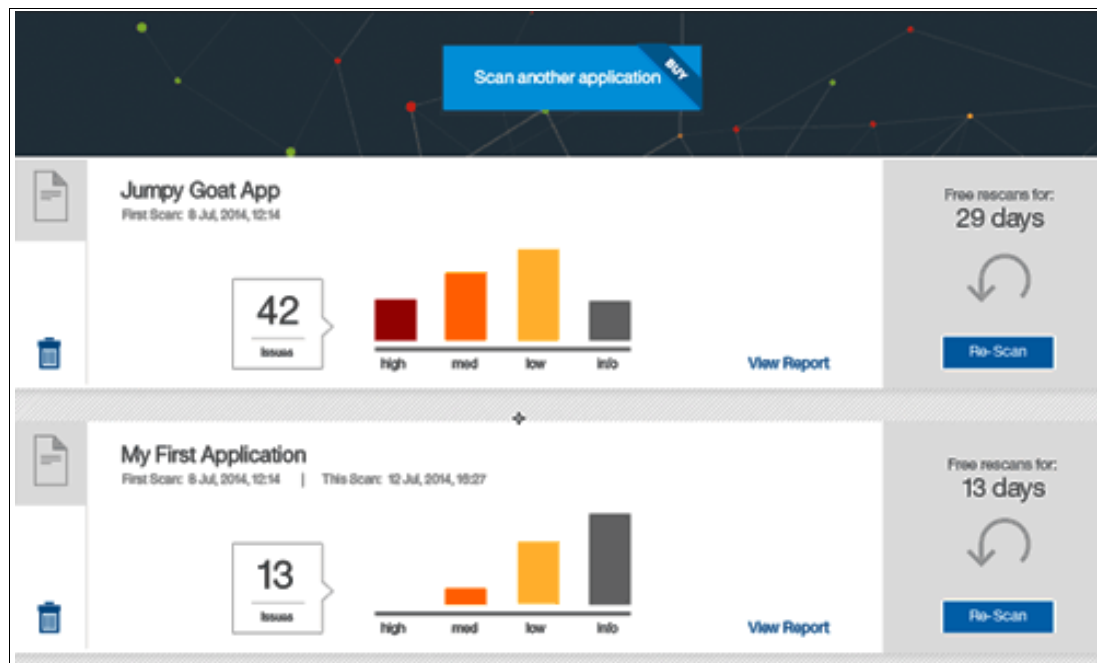 Scan another application
BUY
Jumpy Goat App
First Scan: 8 Jul, 2014, 12:14
42
Issues
high med low info
View Report
Free rescans for:
29 days
Re-Scan
My First Application
First Scan: 8 Jul, 2014, 12:14 | This Scan: 12 Jul, 2014, 16:27
13
Issues
high med low info
View Report
Free rescans for:
13 days
Re-Scan